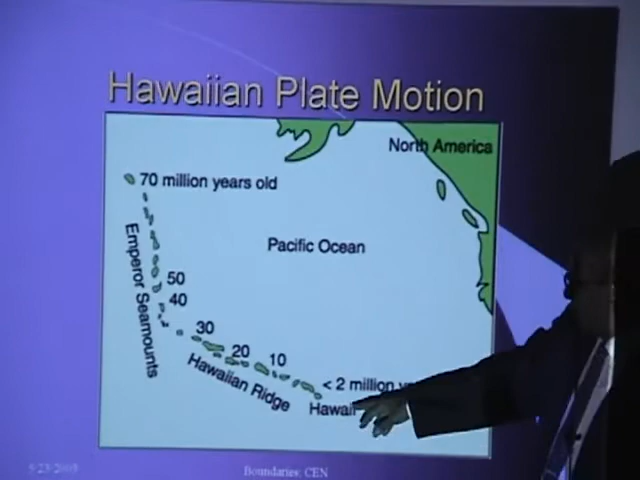 Hawaiian Plate Motion
North America
70 million years old
Pacific Ocean
Emperor Seamounts
50
40
30
20
10
Hawaiian Ridge
< 2 million
Hawaii
Boundaries: CEN